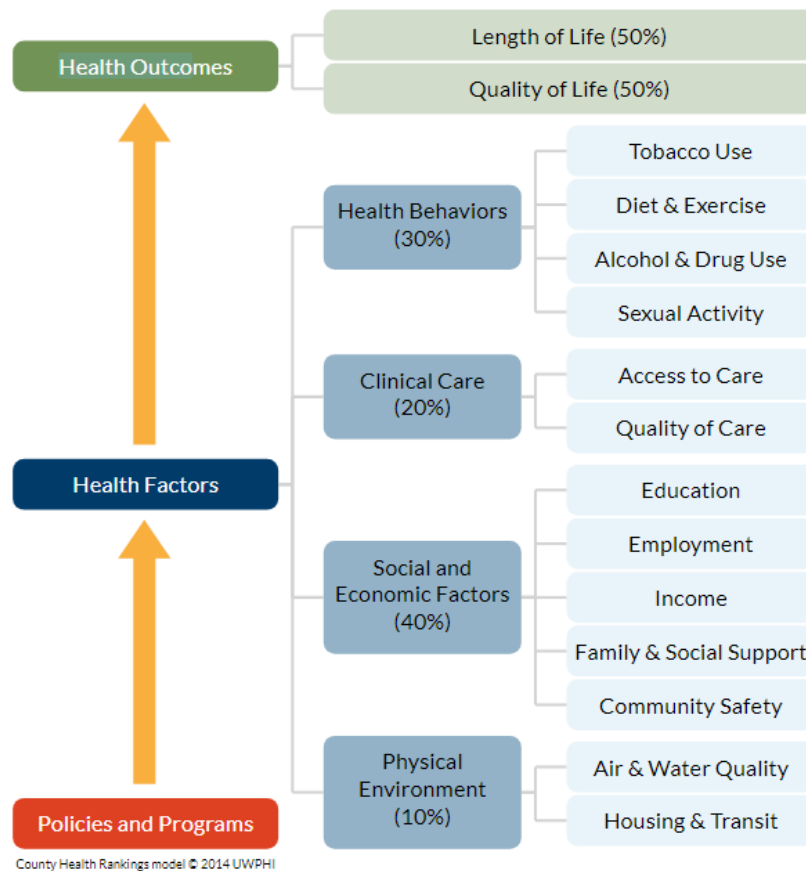 Health Outcomes
Length of Life (50%)
Quality of Life (50%)
Health Factors
Health Behaviors
(30%)
Tobacco Use
Diet & Exercise
Alcohol & Drug Use
Sexual Activity
Clinical Care
(20%)
Access to Care
Quality of Care
Social and
Economic Factors
(40%)
Education
Employment
Income
Family & Social Support
Community Safety
Physical
Environment
(10%)
Air & Water Quality
Housing & Transit
Policies and Programs
County Health Rankings model © 2014 UWPHI